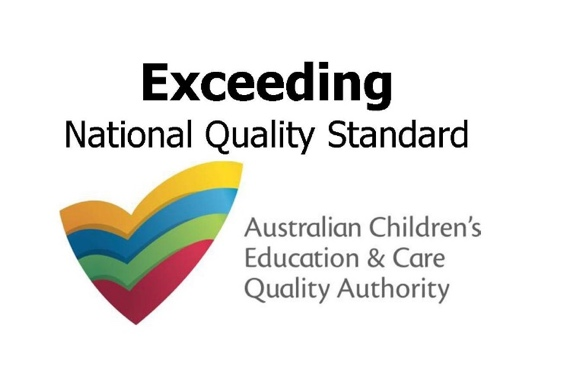 Exceeding
National Quality Standard
Australian Children's
Education & Care
Quality Authority